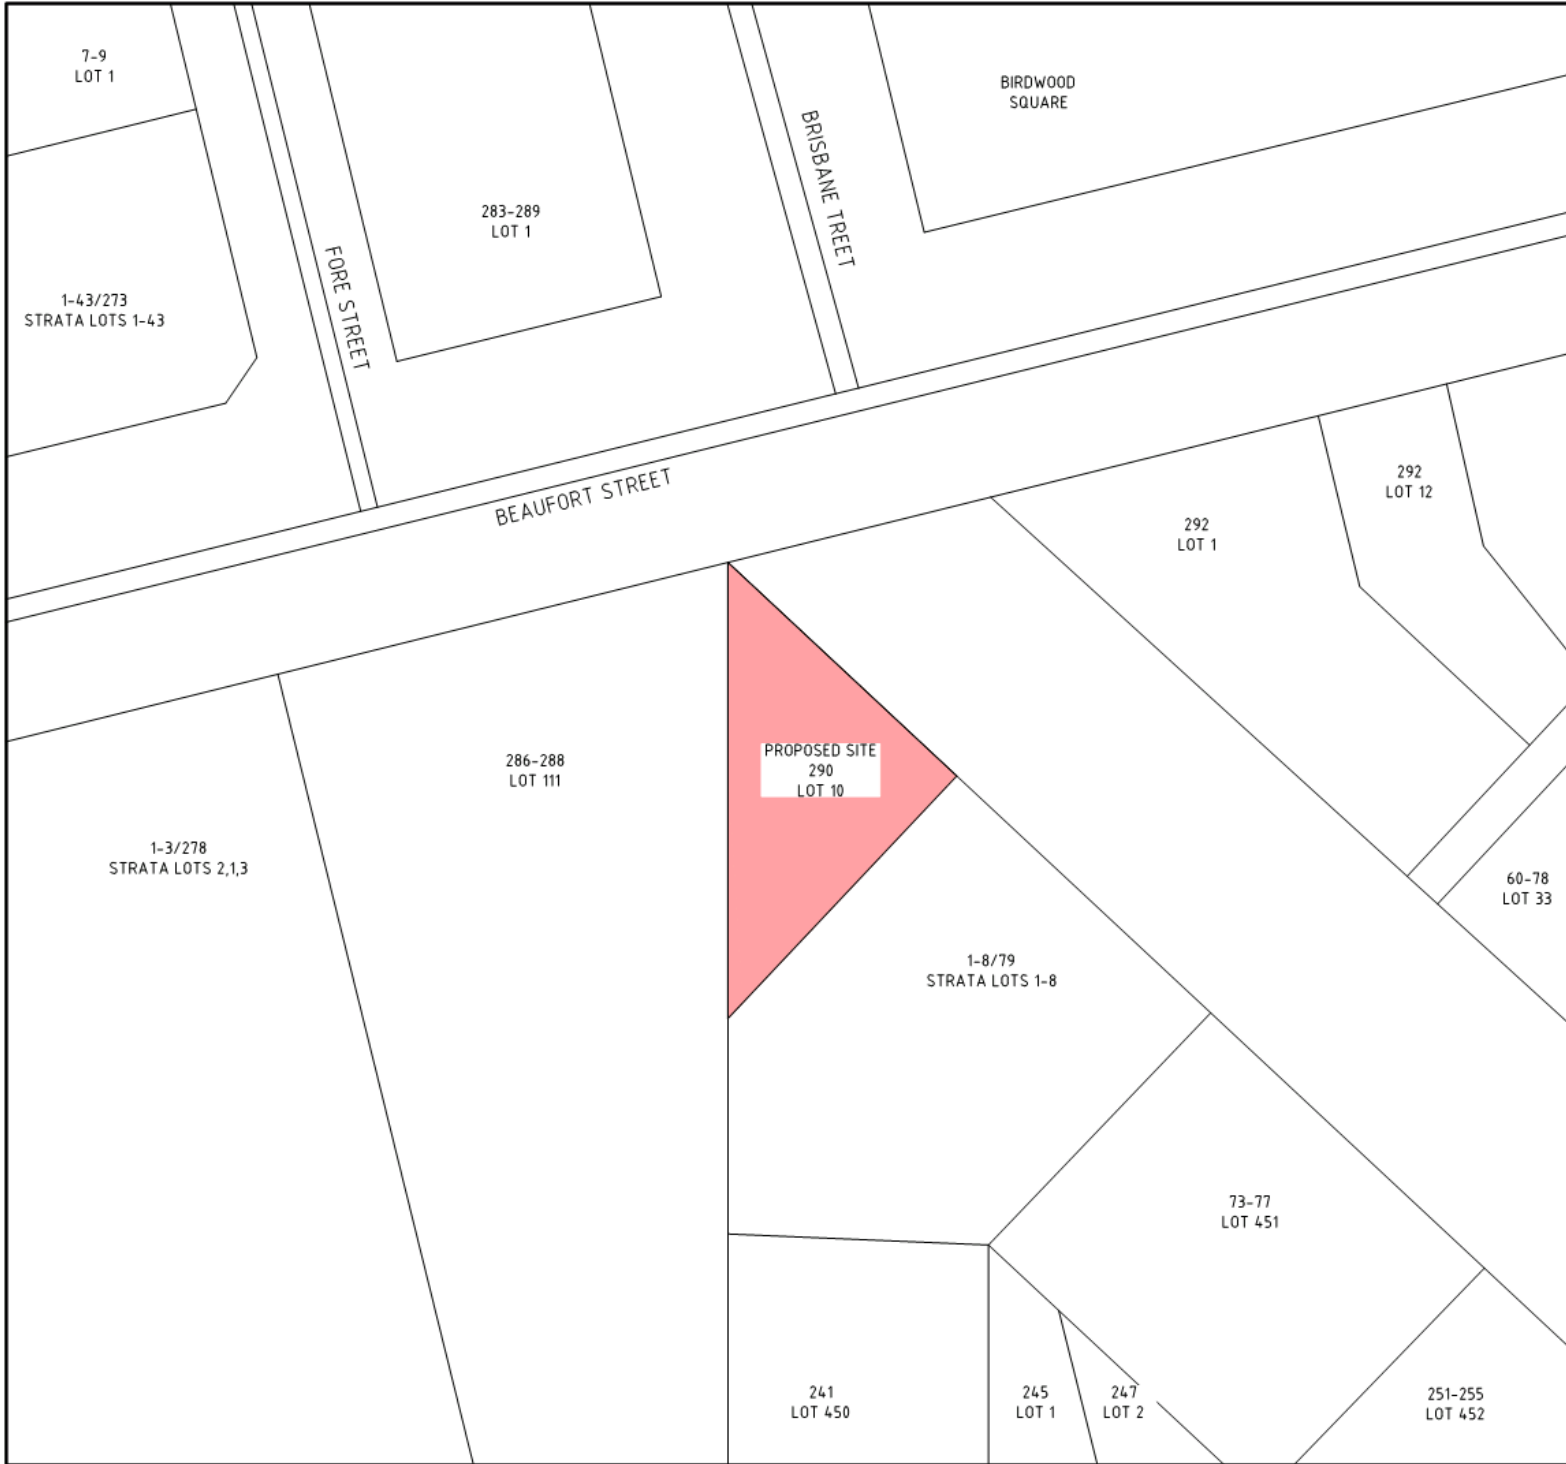 7-9
LOT 1
BIRDWOOD
SQUARE
BRISBANE TREET
283-289
LOT 1
FORE STREET
1-43/273
STRATA LOTS 1-43
BEAUFORT STREET
292
LOT 12
292
LOT 1
286-288
LOT 111
PROPOSED SITE
290
LOT 10
1-3/278
STRATA LOTS 2,1,3
60-78
LOT 33
1-8/79
STRATA LOTS 1-8
73-77
LOT 451
241
LOT 450
245
LOT 1
247
LOT 2
251-255
LOT 452